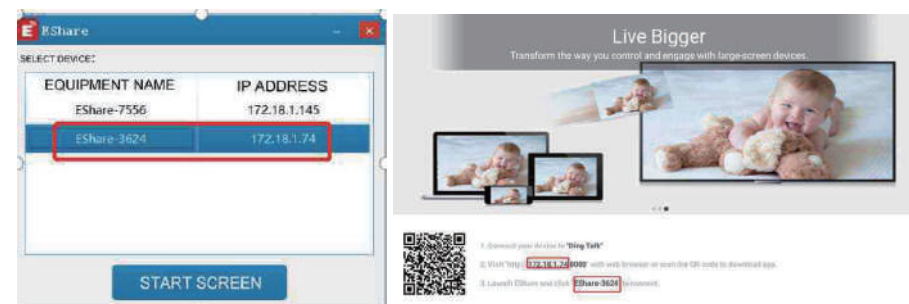 EShare
SELECT DEVICE:
EQUIPMENT NAME IP ADDRESS
EShare-7556 172.18.1.145
EShare-3624 172.18.1.74
START SCREEN
Live Bigger
Transform the way you control and engage with large-screen devices.
1. Connect your device to "Ding Talk"
2. Visit "http://172.18.1.74:8000" with web browser or scan the QR code to download app.
3. Launch EShare and click "EShare-3624" to connect.